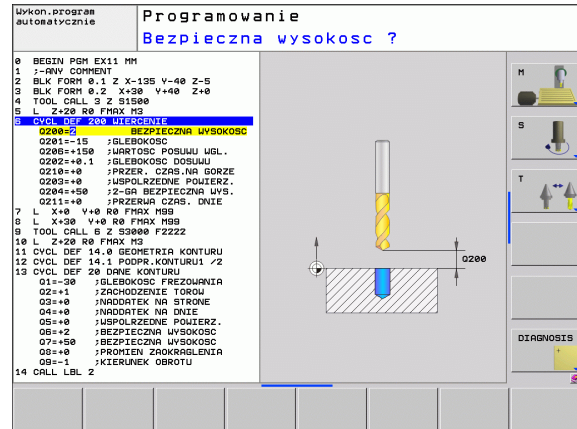 Wykon.program
automatycznie
Programowanie
Bezpieczna wysokosc ?
0 BEGIN PGM EX11 MM
1 ;-ANY COMMENT
2 BLK FORM 0.1 Z X-135 Y-40 Z-5
3 BLK FORM 0.2 X+30 Y+40 Z+0
4 TOOL CALL 3 Z S1500
5 L Z+20 R0 FMAX M3
6 CYCL DEF 200 WIERCENIE
Q200=2 BEZPIECZNA WYSOKOSC
Q201=-15 ;GLEBOKOSC
Q206=+150 ;WARTOSC POSUWU WGL.
Q202=+0.1 ;GLEBOKOSC DOSUWU
Q210=+0 ;PRZER. CZAS.NA GORZE
Q203=+0 ;WSPOLRZEDNE POWIERZ.
Q204=+50 ;2-GA BEZPIECZNA WYS.
Q211=+0 ;PRZERWA CZAS. DNIE
7 L X+0 Y+0 R0 FMAX M99
8 L X+30 Y+0 R0 FMAX M99
9 TOOL CALL 6 Z S3000 F2222
10 L Z+20 R0 FMAX M3
11 CYCL DEF 14.0 GEOMETRIA KONTURU
12 CYCL DEF 14.1 PODPR.KONTURU1 /2
13 CYCL DEF 20 DANE KONTURU
Q1=-30 ;GLEBOKOSC FREZOWANIA
Q2=+1 ;ZACHODZENIE TOROW
Q3=+0 ;NADDATEK NA STRONE
Q4=+0 ;NADDATEK NA DNIE
Q5=+0 ;WSPOLRZEDNE POWIERZ.
Q6=+2 ;BEZPIECZNA WYSOKOSC
Q7=+50 ;BEZPIECZNA WYSOKOSC
Q8=+0 ;PROMIEN ZAOKRAGLENIA
Q9=-1 ;KIERUNEK OBROTU
14 CALL LBL 2
Q200
M
S
T
DIAGNOSIS